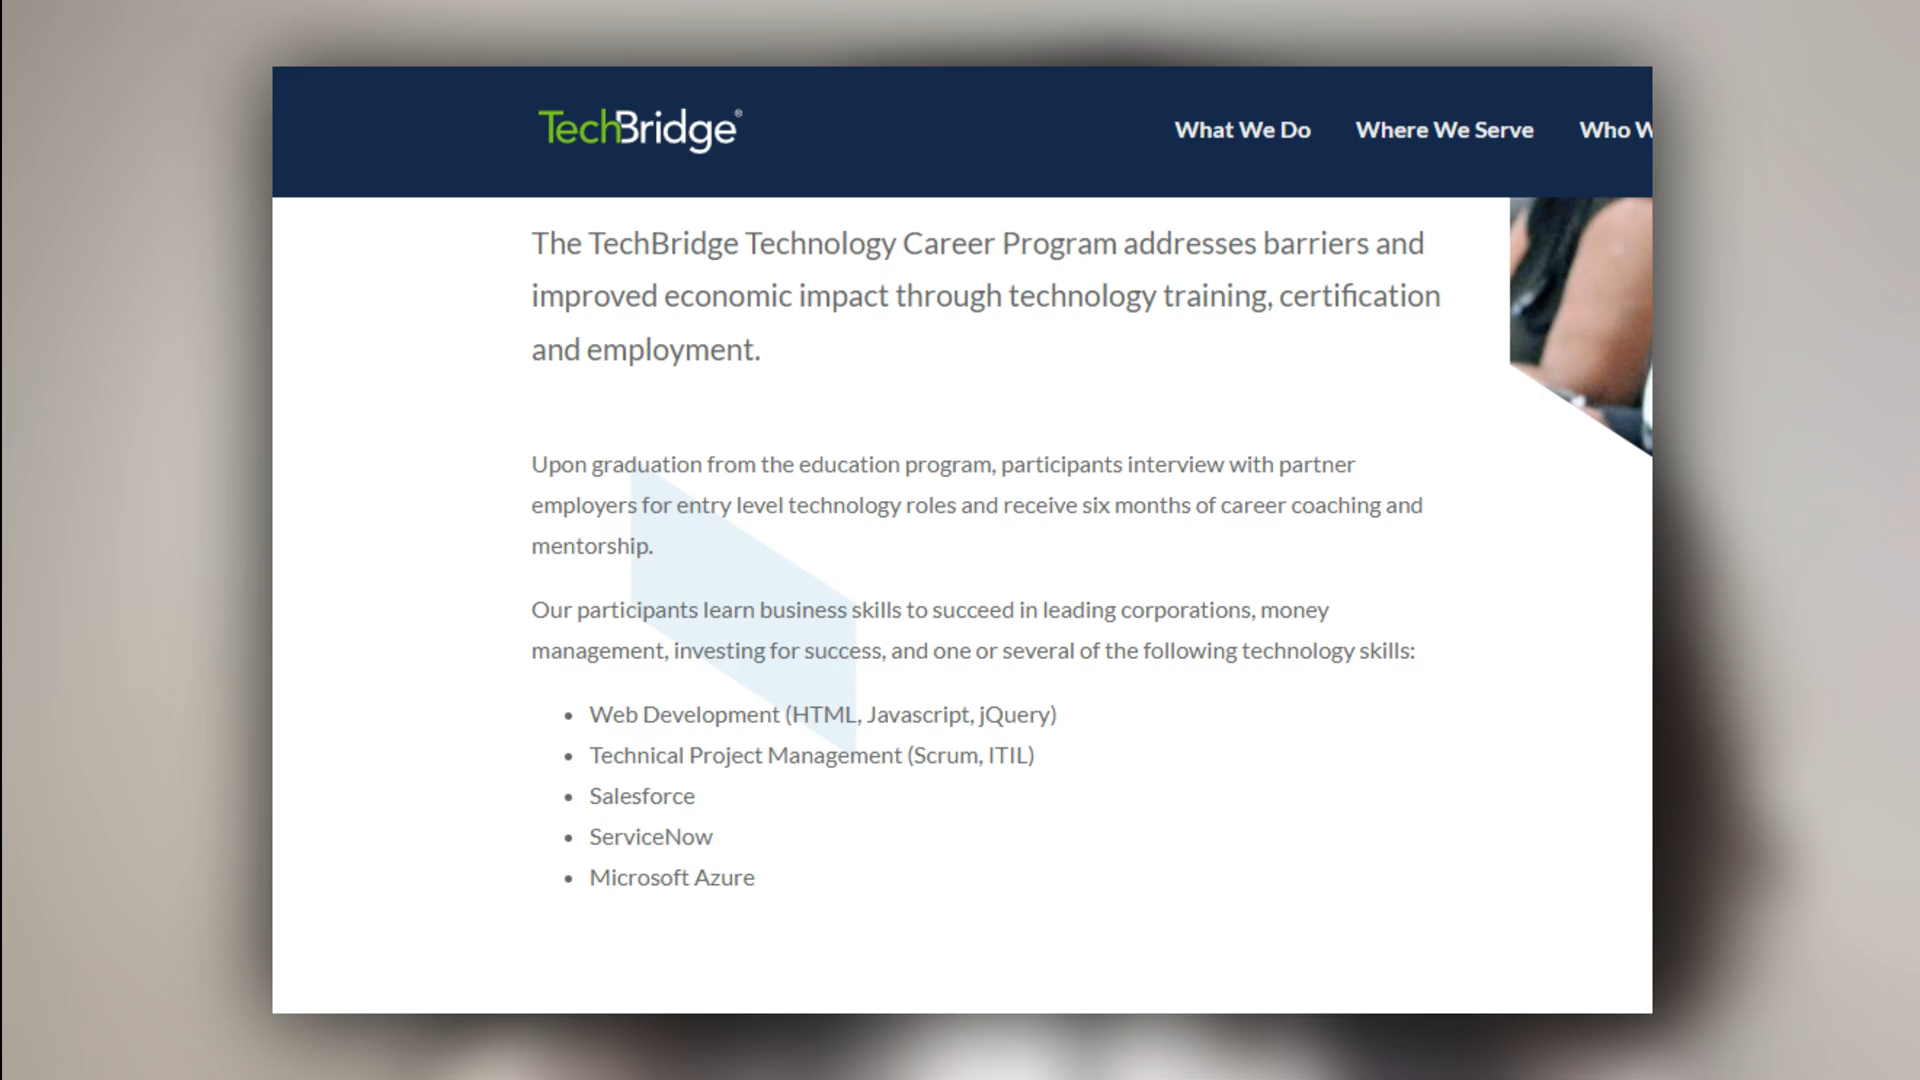 TechBridge®
What We Do Where We Serve Who W
The TechBridge Technology Career Program addresses barriers and
improved economic impact through technology training, certification
and employment.
Upon graduation from the education program, participants interview with partner
employers for entry level technology roles and receive six months of career coaching and
mentorship.
Our participants learn business skills to succeed in leading corporations, money
management, investing for success, and one or several of the following technology skills:
• Web Development (HTML, Javascript, jQuery)
• Technical Project Management (Scrum, ITIL)
• Salesforce
• ServiceNow
• Microsoft Azure